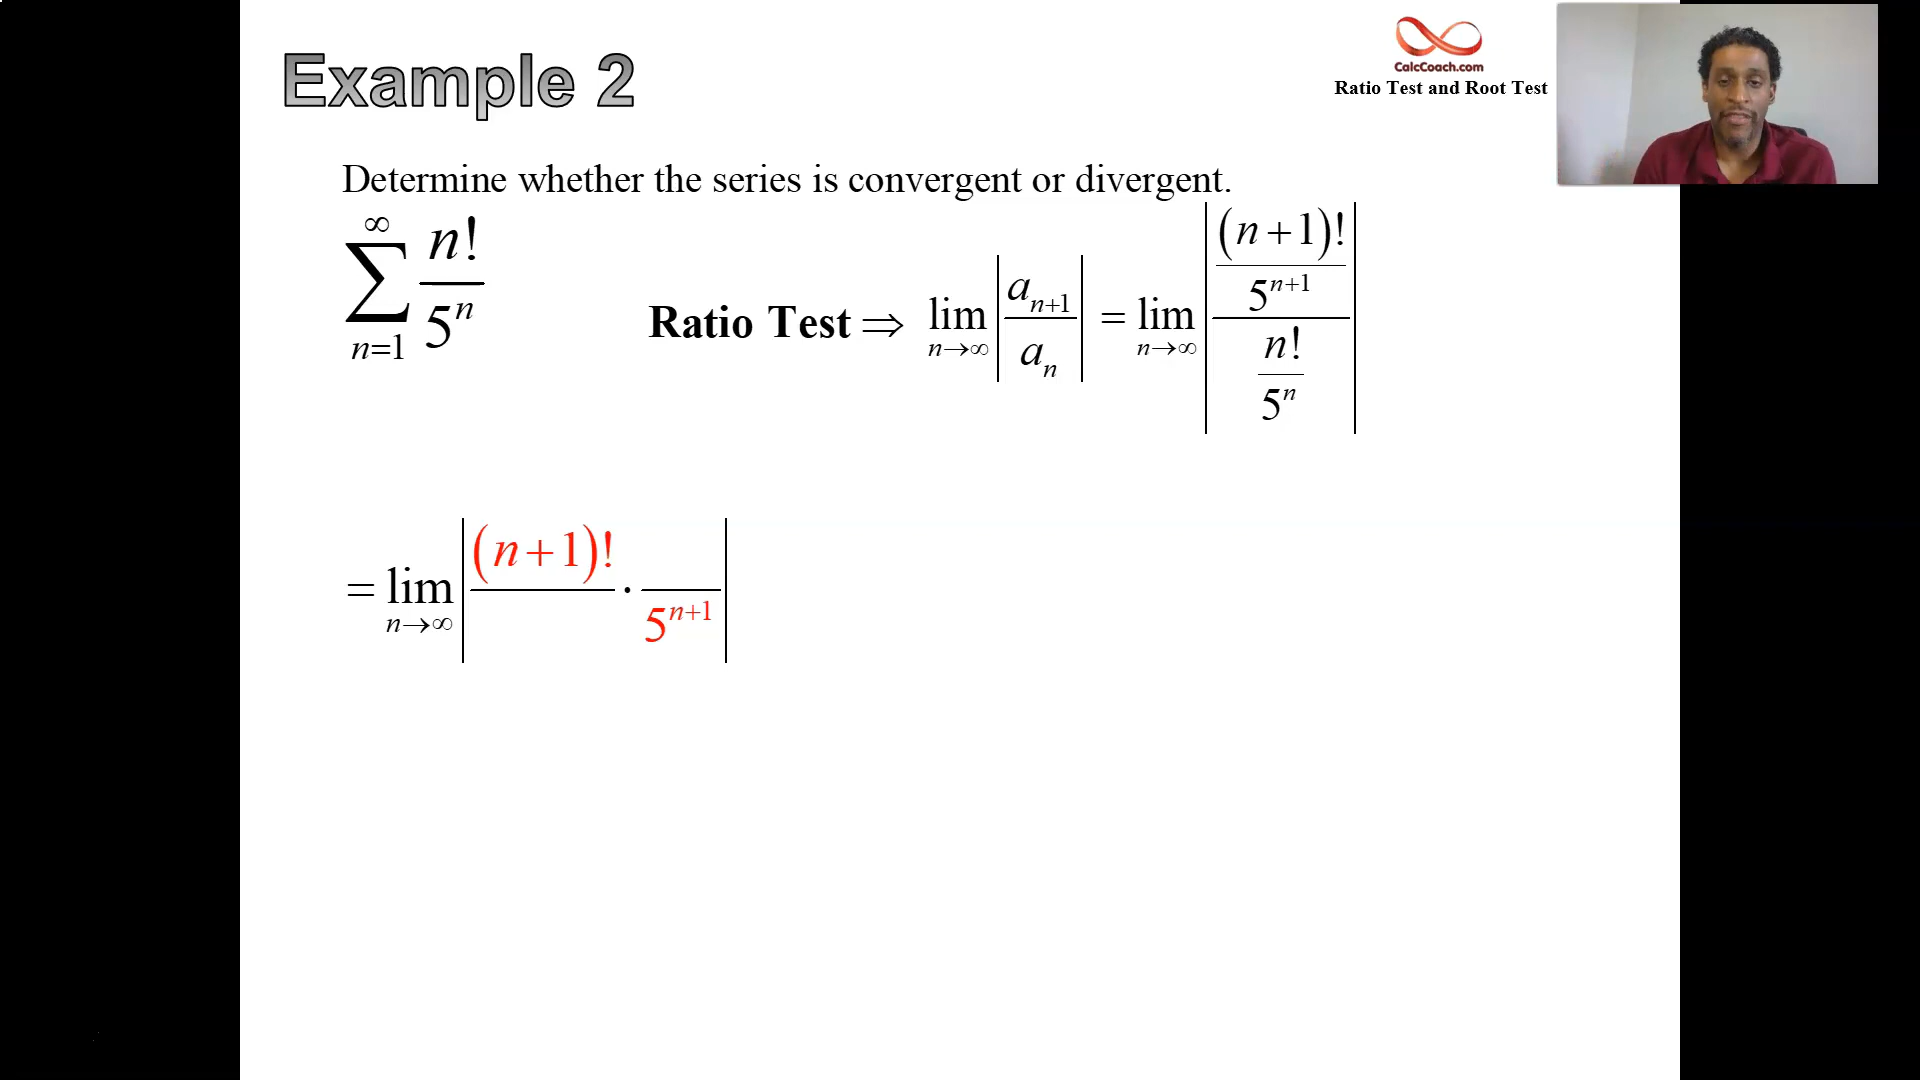 Example 2
CalcCoach.com
Ratio Test and Root Test
Determine whether the series is convergent or divergent.
∑_{n=1}^{∞} n!/5^n
Ratio Test ⇒ lim_{n→∞} |a_{n+1}/a_n| = lim_{n→∞} |((n+1)!/5^{n+1})/(n!/5^n)|
= lim_{n→∞} |(n+1)!/ · /5^{n+1}|